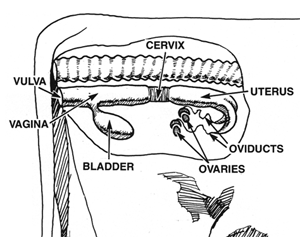 CERVIX
VULVA
UTERUS
VAGINA
OVIDUCTS
BLADDER
OVARIES